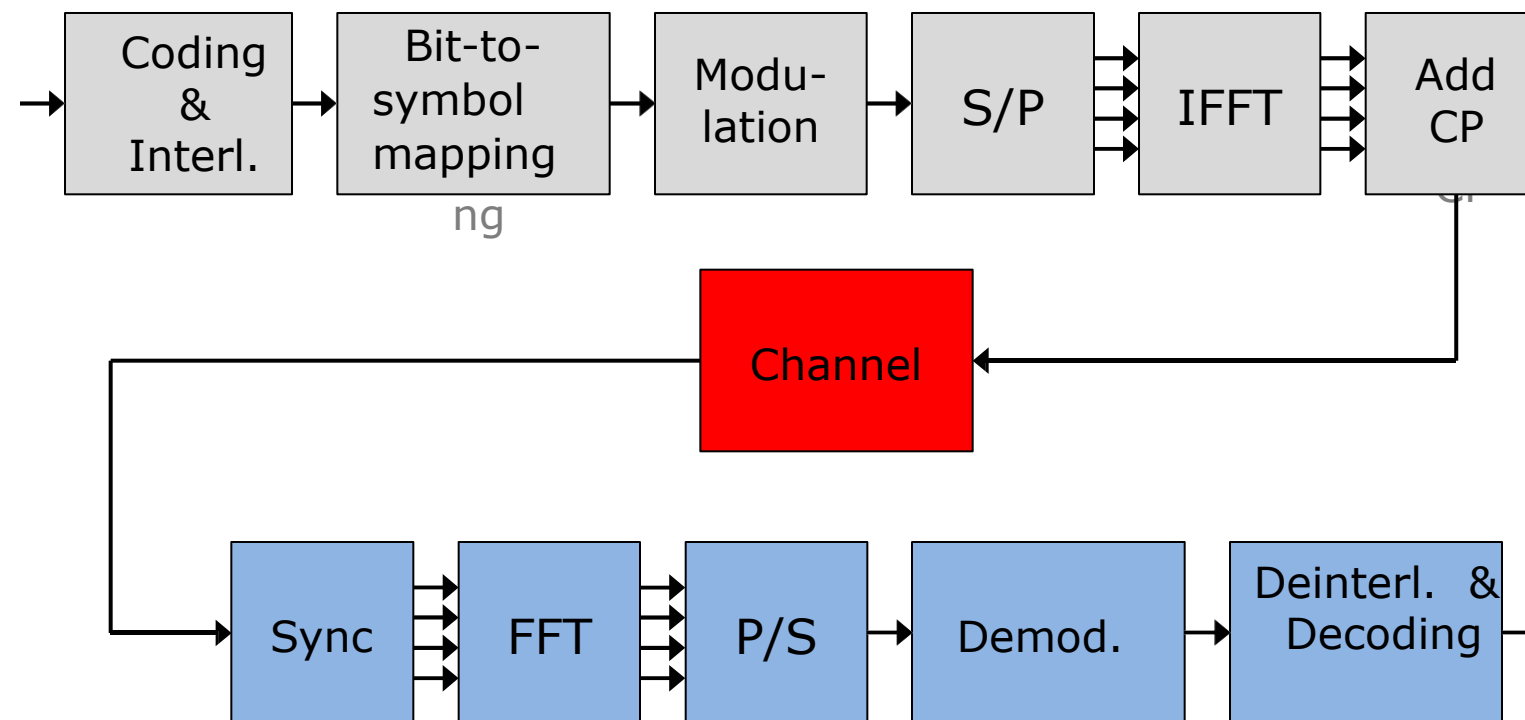 Coding
&
Interl.
Bit-to-
symbol
mapping
ng
Modu-
lation
S/P
IFFT
Add
CP
Channel
Sync
FFT
P/S
Demod.
Deinterl. &
Decoding